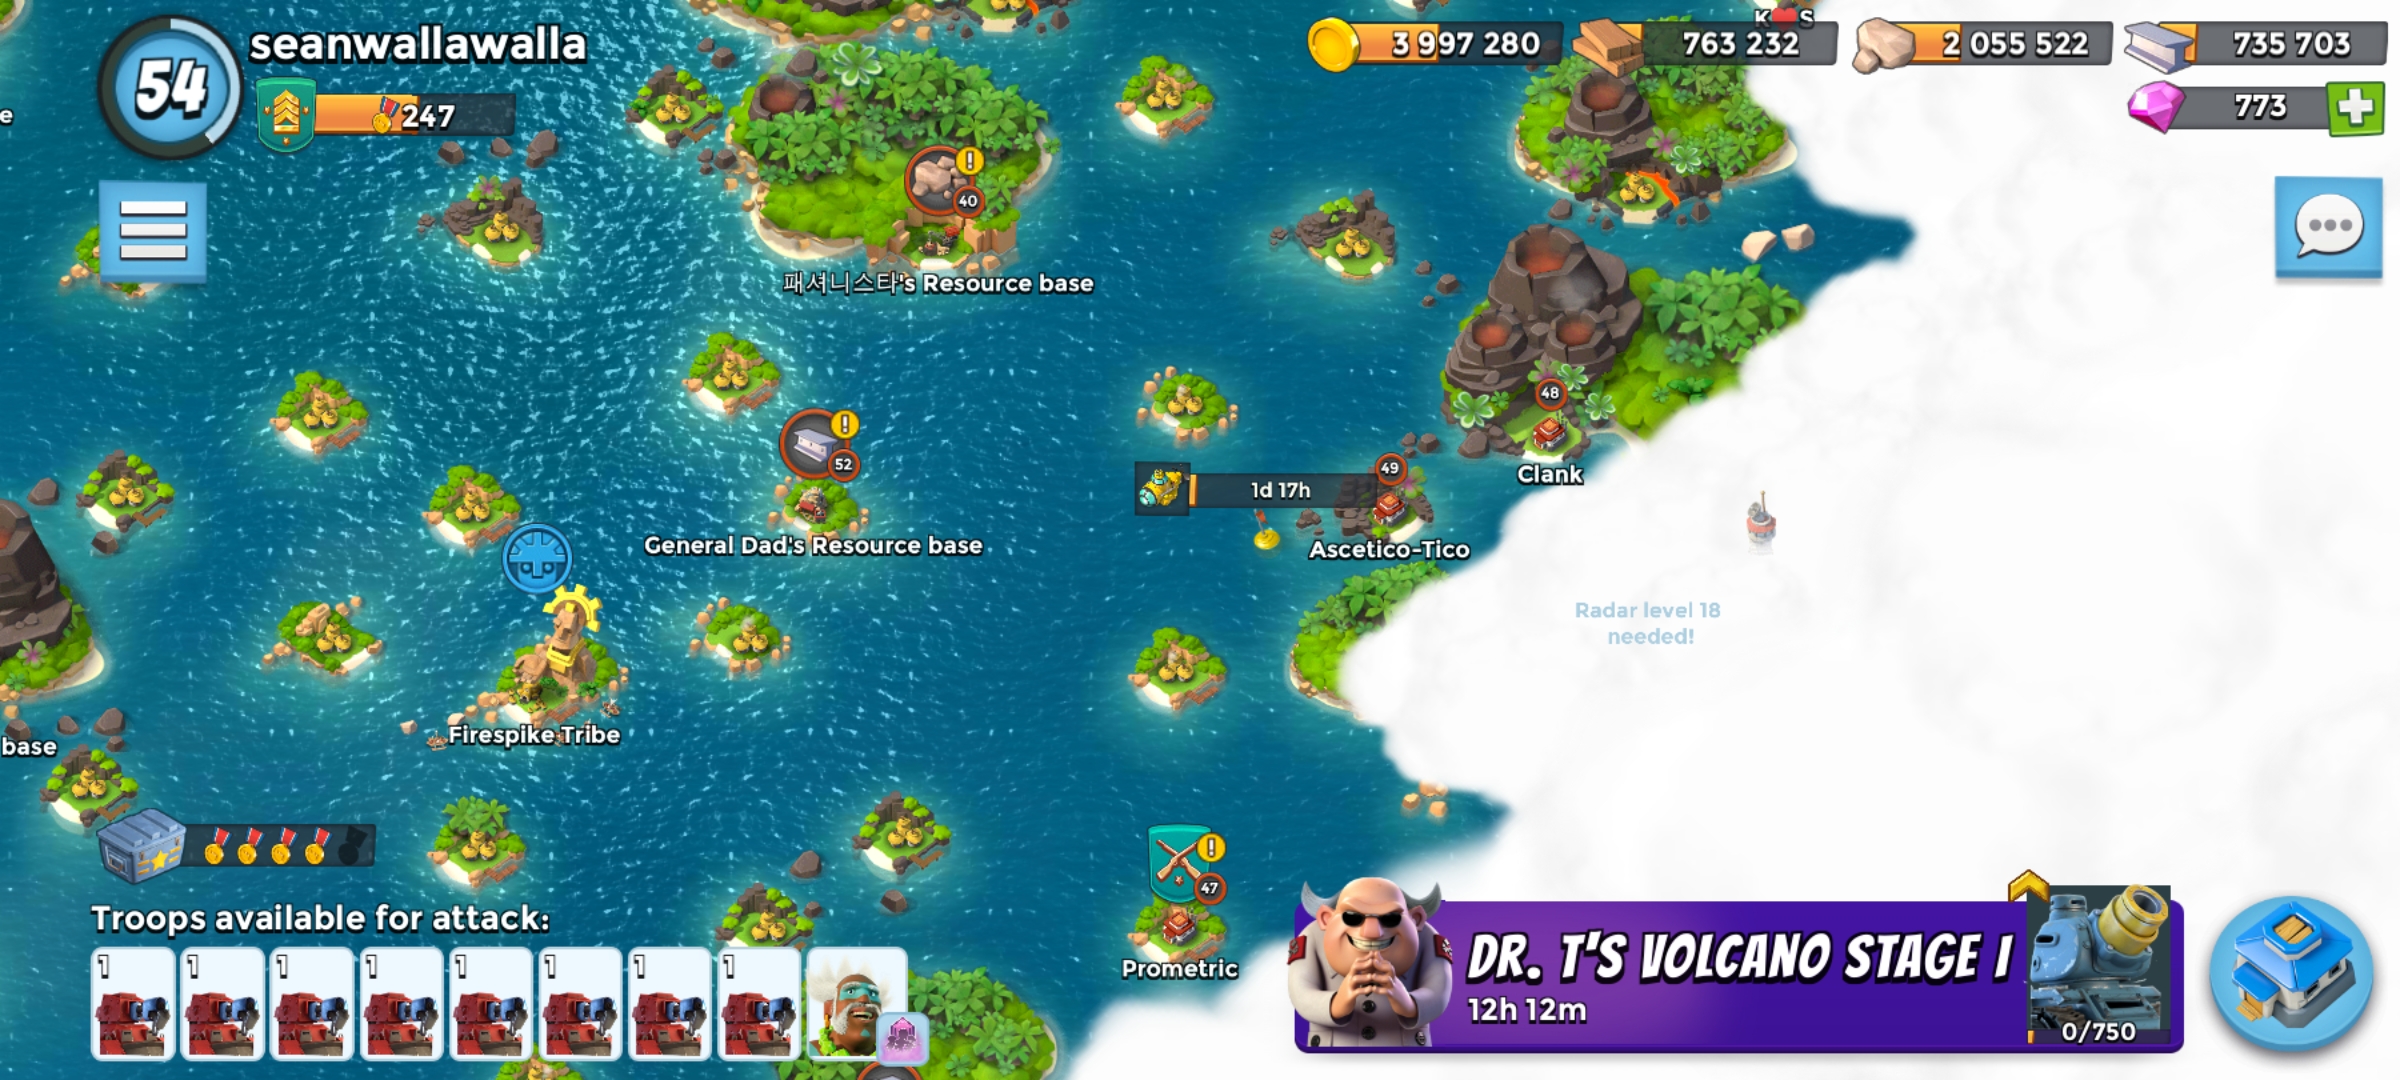 54
seanwallawalla
247
3 997 280
K❤S
763 232
2 055 522
735 703
773
e
!
40
패셔니스타's Resource base
!
52
General Dad's Resource base
48
Clank
49
1d 17h
Ascetico-Tico
Radar level 18
needed!
Firespike Tribe
base
!
47
Prometric
Troops available for attack:
1
1
1
1
1
1
1
1
DR. T'S VOLCANO STAGE I
12h 12m
0/750